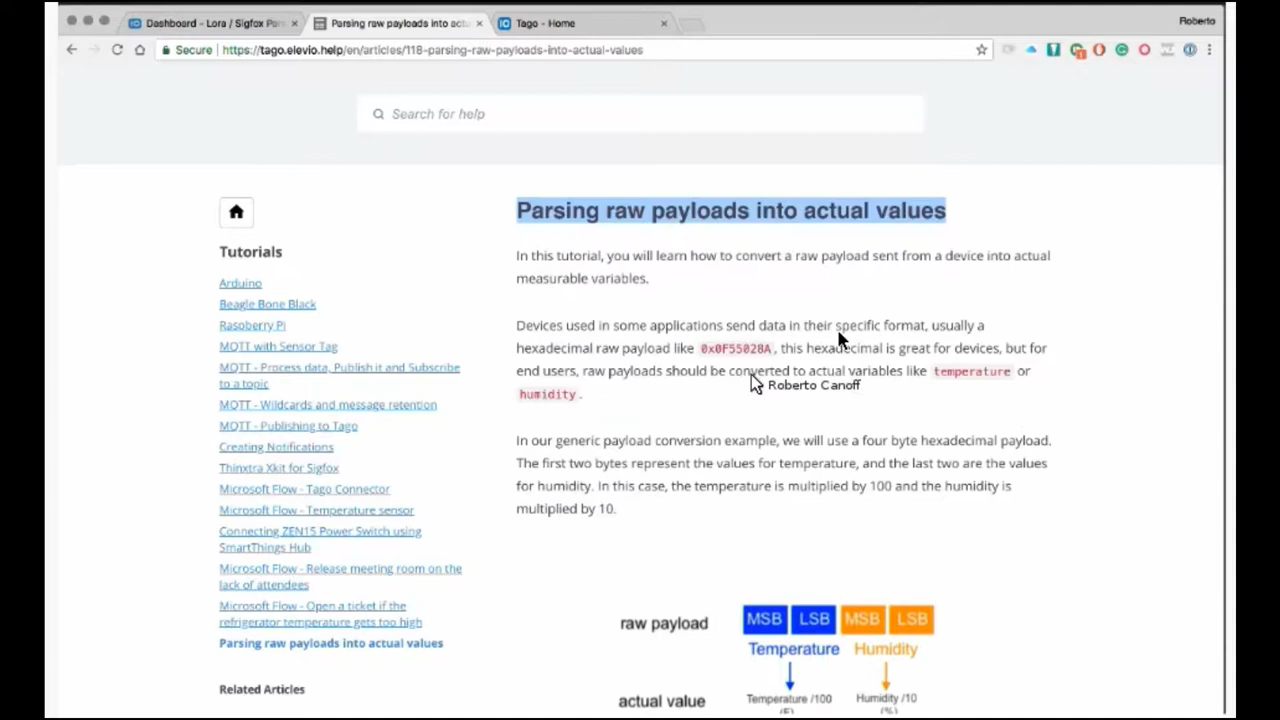 Dashboard - Lora / Sigfox Par
Parsing raw payloads into actu
Tago - Home
Roberto
Secure
https://tago.elevio.help/en/articles/118-parsing-raw-payloads-into-actual-values
Search for help
Parsing raw payloads into actual values
In this tutorial, you will learn how to convert a raw payload sent from a device into actual
measurable variables.
Devices used in some applications send data in their specific format, usually a
hexadecimal raw payload like 0x0F55028A, this hexadecimal is great for devices, but for
end users, raw payloads should be converted to actual variables like temperature or
humidity.
Roberto Canoff
In our generic payload conversion example, we will use a four byte hexadecimal payload.
The first two bytes represent the values for temperature, and the last two are the values
for humidity. In this case, the temperature is multiplied by 100 and the humidity is
multiplied by 10.
raw payload
MSB LSB MSB LSB
Temperature Humidity
actual value
Temperature /100 Humidity /10
(F) (%)
Tutorials
Arduino
Beagle Bone Black
Raspberry Pi
MQTT with Sensor Tag
MQTT - Process data, Publish it and Subscribe
to a topic
MQTT - Wildcards and message retention
MQTT - Publishing to Tago
Creating Notifications
Thinxtra Xkit for Sigfox
Microsoft Flow - Tago Connector
Microsoft Flow - Temperature sensor
Connecting ZEN15 Power Switch using
SmartThings Hub
Microsoft Flow - Release meeting room on the
lack of attendees
Microsoft Flow - Open a ticket if the
refrigerator temperature gets too high
Parsing raw payloads into actual values
Related Articles